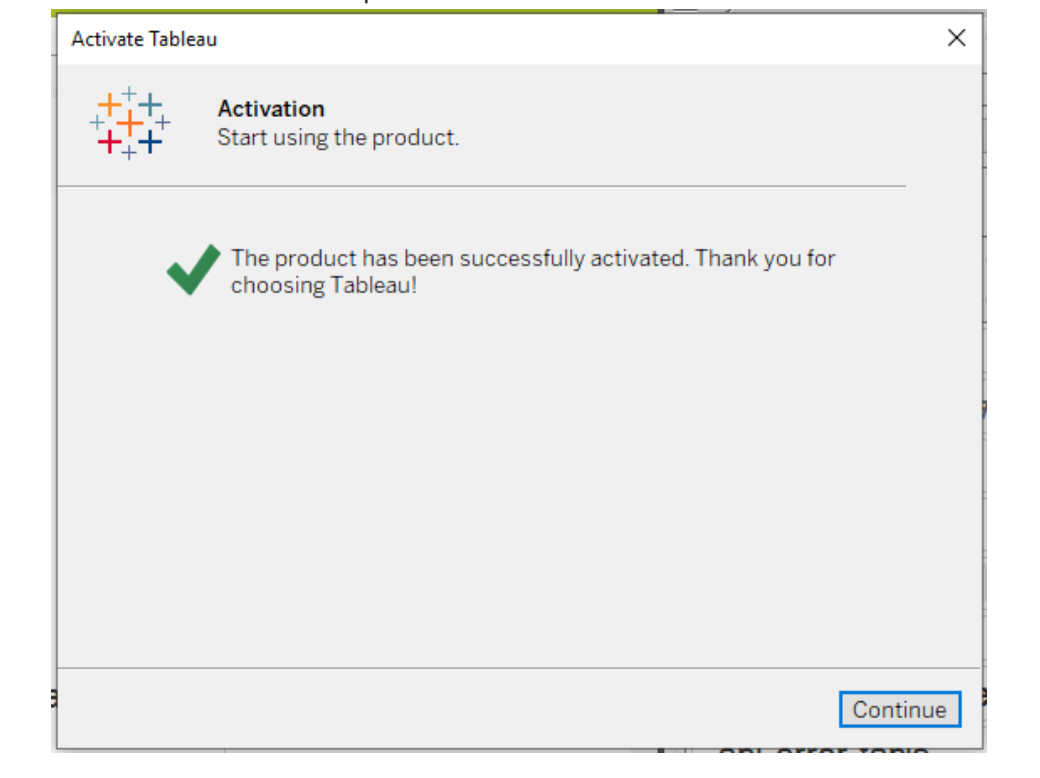 Activate Tableau
Activation
Start using the product.
The product has been successfully activated. Thank you for
choosing Tableau!
Continue